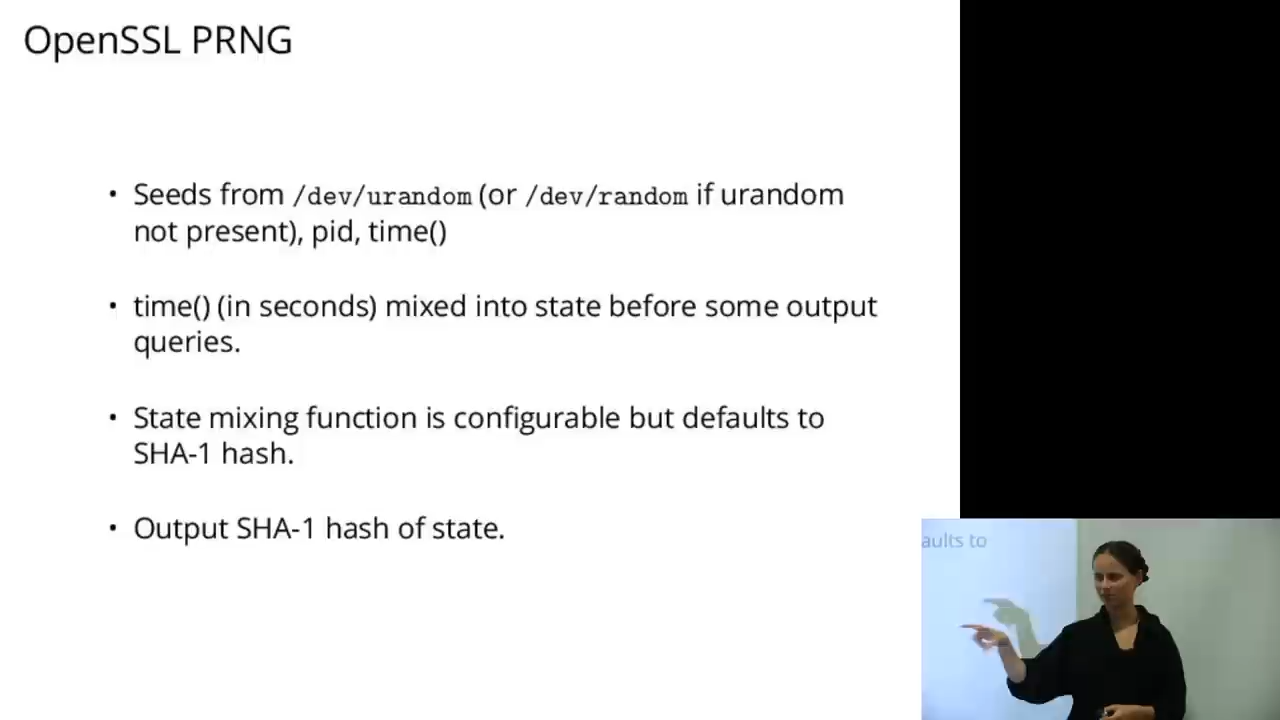 OpenSSL PRNG
• Seeds from /dev/urandom (or /dev/random if urandom
not present), pid, time()
• time() (in seconds) mixed into state before some output
queries.
• State mixing function is configurable but defaults to
SHA-1 hash.
• Output SHA-1 hash of state.
aults to